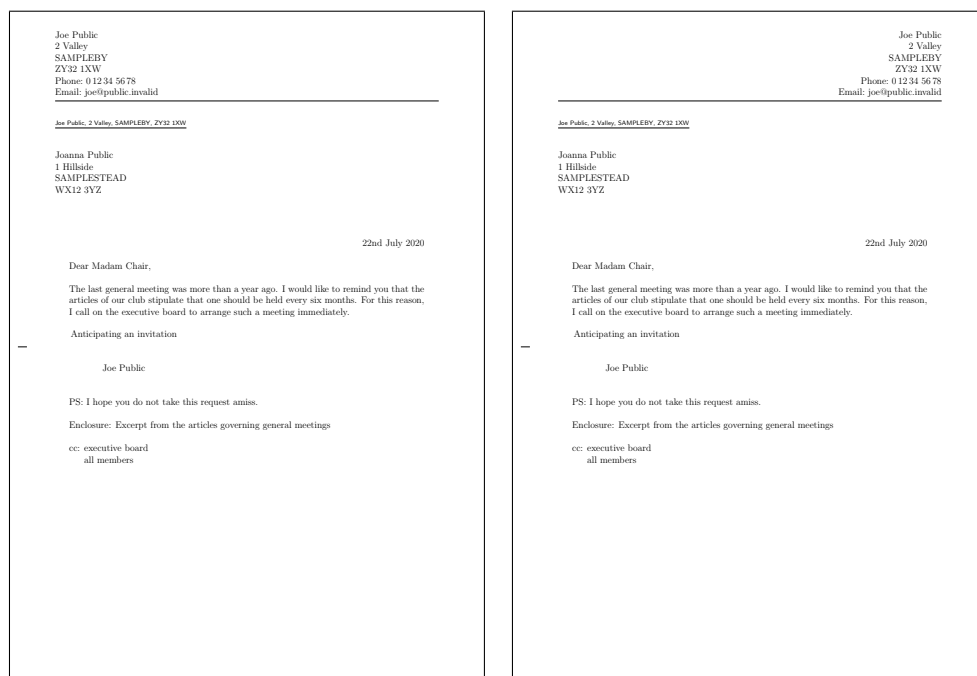 Joe Public
2 Valley
SAMPLEBY
ZY32 1XW
Phone: 0 12 34 56 78
Email: joe@public.invalid
Joe Public, 2 Valley, SAMPLEBY, ZY32 1XW
Joanna Public
1 Hillside
SAMPLESTEAD
WX12 3YZ
22nd July 2020
Dear Madam Chair,
The last general meeting was more than a year ago. I would like to remind you that the
articles of our club stipulate that one should be held every six months. For this reason,
I call on the executive board to arrange such a meeting immediately.
Anticipating an invitation
Joe Public
PS: I hope you do not take this request amiss.
Enclosure: Excerpt from the articles governing general meetings
cc: executive board
all members
Joe Public
2 Valley
SAMPLEBY
ZY32 1XW
Phone: 0 12 34 56 78
Email: joe@public.invalid
Joe Public, 2 Valley, SAMPLEBY, ZY32 1XW
Joanna Public
1 Hillside
SAMPLESTEAD
WX12 3YZ
22nd July 2020
Dear Madam Chair,
The last general meeting was more than a year ago. I would like to remind you that the
articles of our club stipulate that one should be held every six months. For this reason,
I call on the executive board to arrange such a meeting immediately.
Anticipating an invitation
Joe Public
PS: I hope you do not take this request amiss.
Enclosure: Excerpt from the articles governing general meetings
cc: executive board
all members